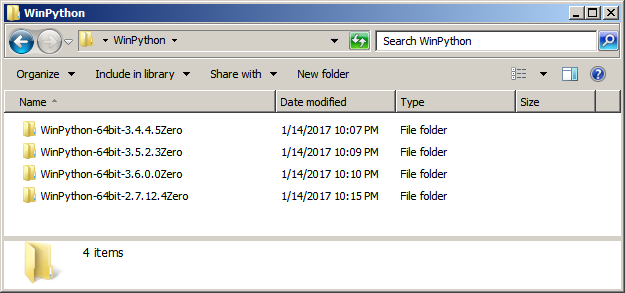 WinPython
WinPython
Search WinPython
Organize Include in library Share with New folder
Name Date modified Type Size
WinPython-64bit-3.4.4.5Zero 1/14/2017 10:07 PM File folder
WinPython-64bit-3.5.2.3Zero 1/14/2017 10:09 PM File folder
WinPython-64bit-3.6.0.0Zero 1/14/2017 10:10 PM File folder
WinPython-64bit-2.7.12.4Zero 1/14/2017 10:15 PM File folder
4 items